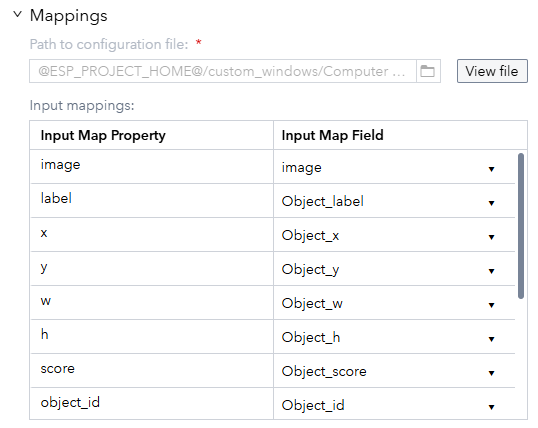 Mappings
Path to configuration file: *
@ESP_PROJECT_HOME@/custom_windows/Computer ... View file
Input mappings:
Input Map Property Input Map Field
image image
label Object_label
x Object_x
y Object_y
w Object_w
h Object_h
score Object_score
object_id Object_id